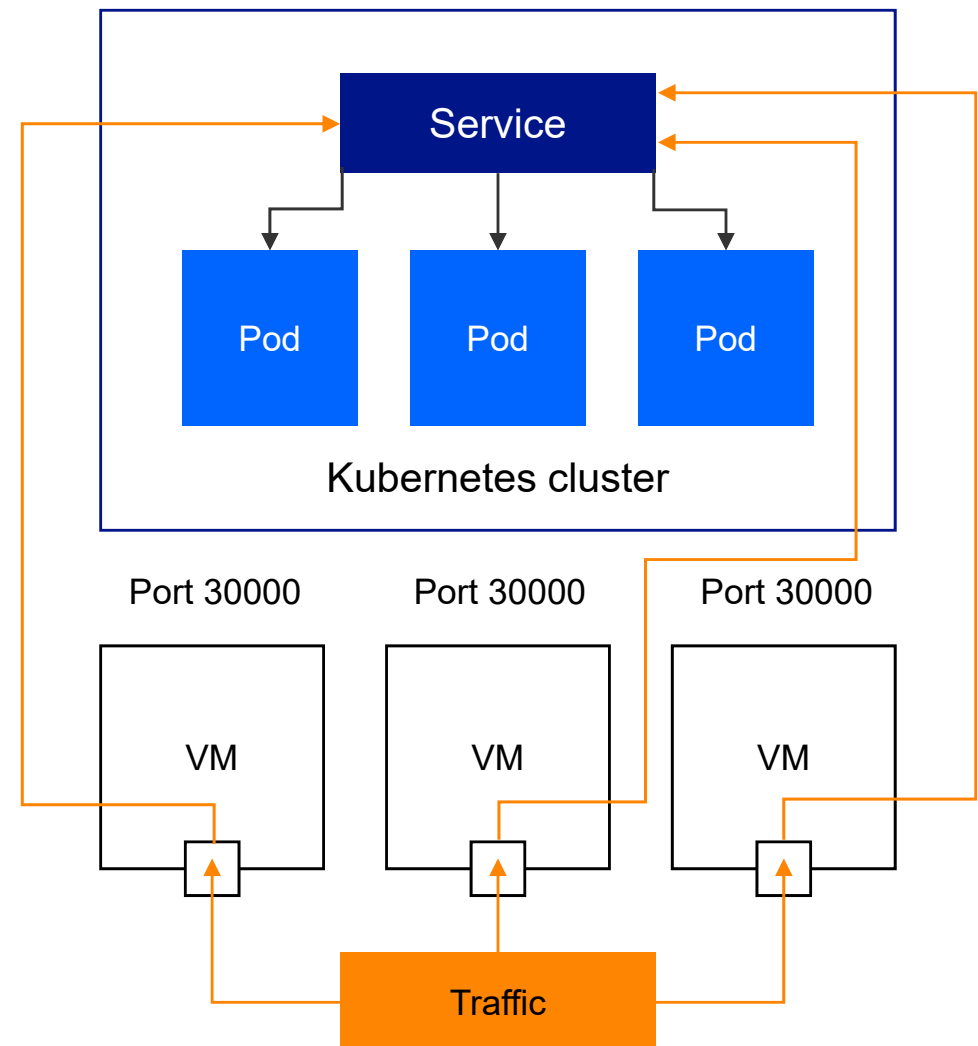 Service
Pod
Pod
Pod
Kubernetes cluster
Port 30000
Port 30000
Port 30000
VM
VM
VM
Traffic